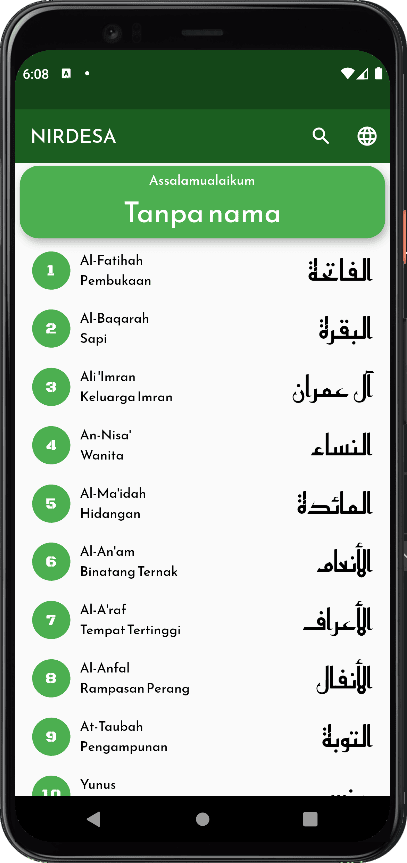 6:08
NIRDESA
Assalamualaikum
Tanpa nama
1 Al-Fatihah الفاتحة
Pembukaan
2 Al-Baqarah البقرة
Sapi
3 Ali 'Imran آل عمران
Keluarga Imran
4 An-Nisa' النساء
Wanita
5 Al-Ma'idah المائدة
Hidangan
6 Al-An'am الأنعام
Binatang Ternak
7 Al-A'raf الأعراف
Tempat Tertinggi
8 Al-Anfal الأنفال
Rampasan Perang
9 At-Taubah التوبة
Pengampunan
10 Yunus